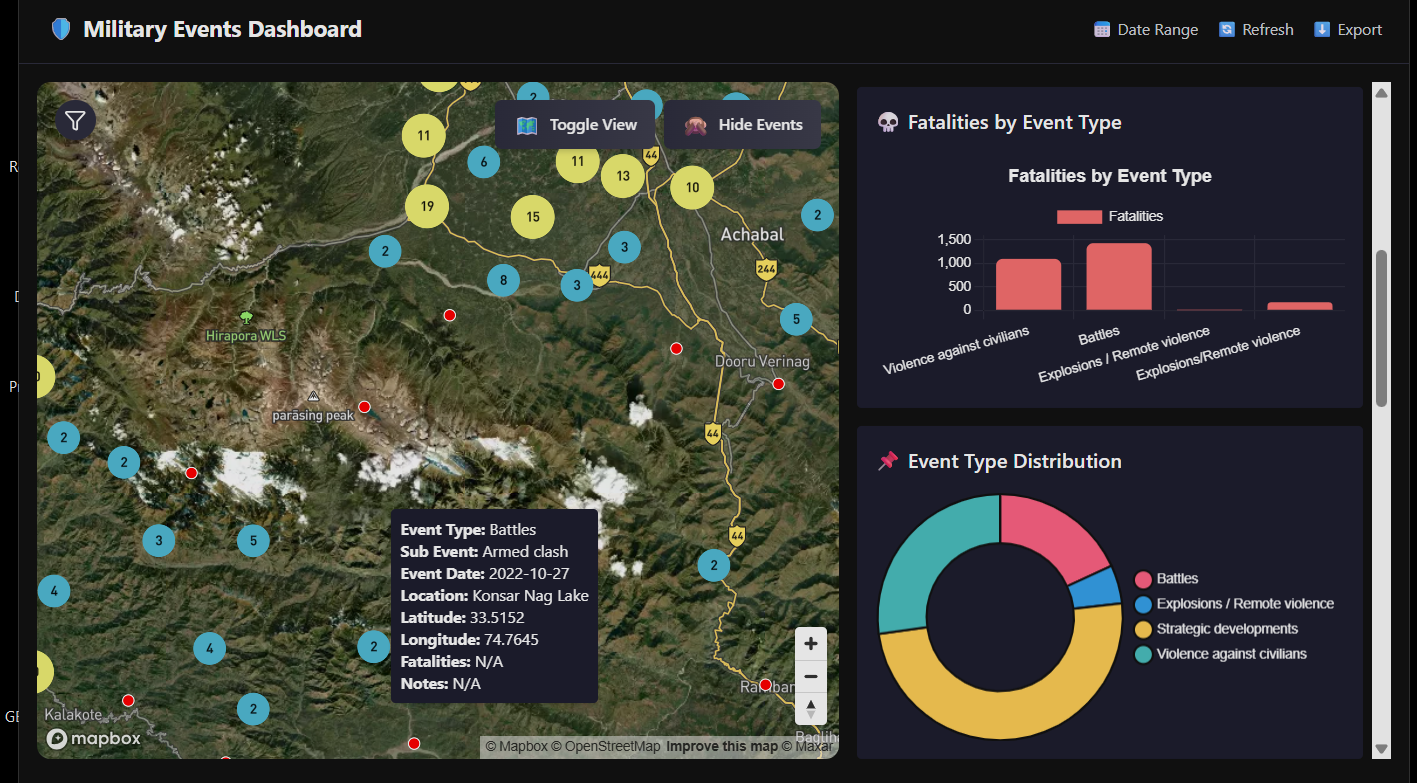 Military Events Dashboard
Date Range
Refresh
Export
2
11
Toggle View
Hide Events
6
11
13
44
10
19
15
2
Achabal
2
3
444
244
8
3
5
Hirapora WLS
Dooru Verinag
parāsing peak
44
2
2
3
5
44
2
4
4
2
2
Event Type: Battles
Sub Event: Armed clash
Event Date: 2022-10-27
Location: Konsar Nag Lake
Latitude: 33.5152
Longitude: 74.7645
Fatalities: N/A
Notes: N/A
Ramban
Kalakote
mapbox
© Mapbox © OpenStreetMap Improve this map © Maxar
Fatalities by Event Type
Fatalities by Event Type
Fatalities
1,500
1,000
500
0
Violence against civilians
Battles
Explosions / Remote violence
Explosions/Remote violence
Event Type Distribution
Battles
Explosions / Remote violence
Strategic developments
Violence against civilians